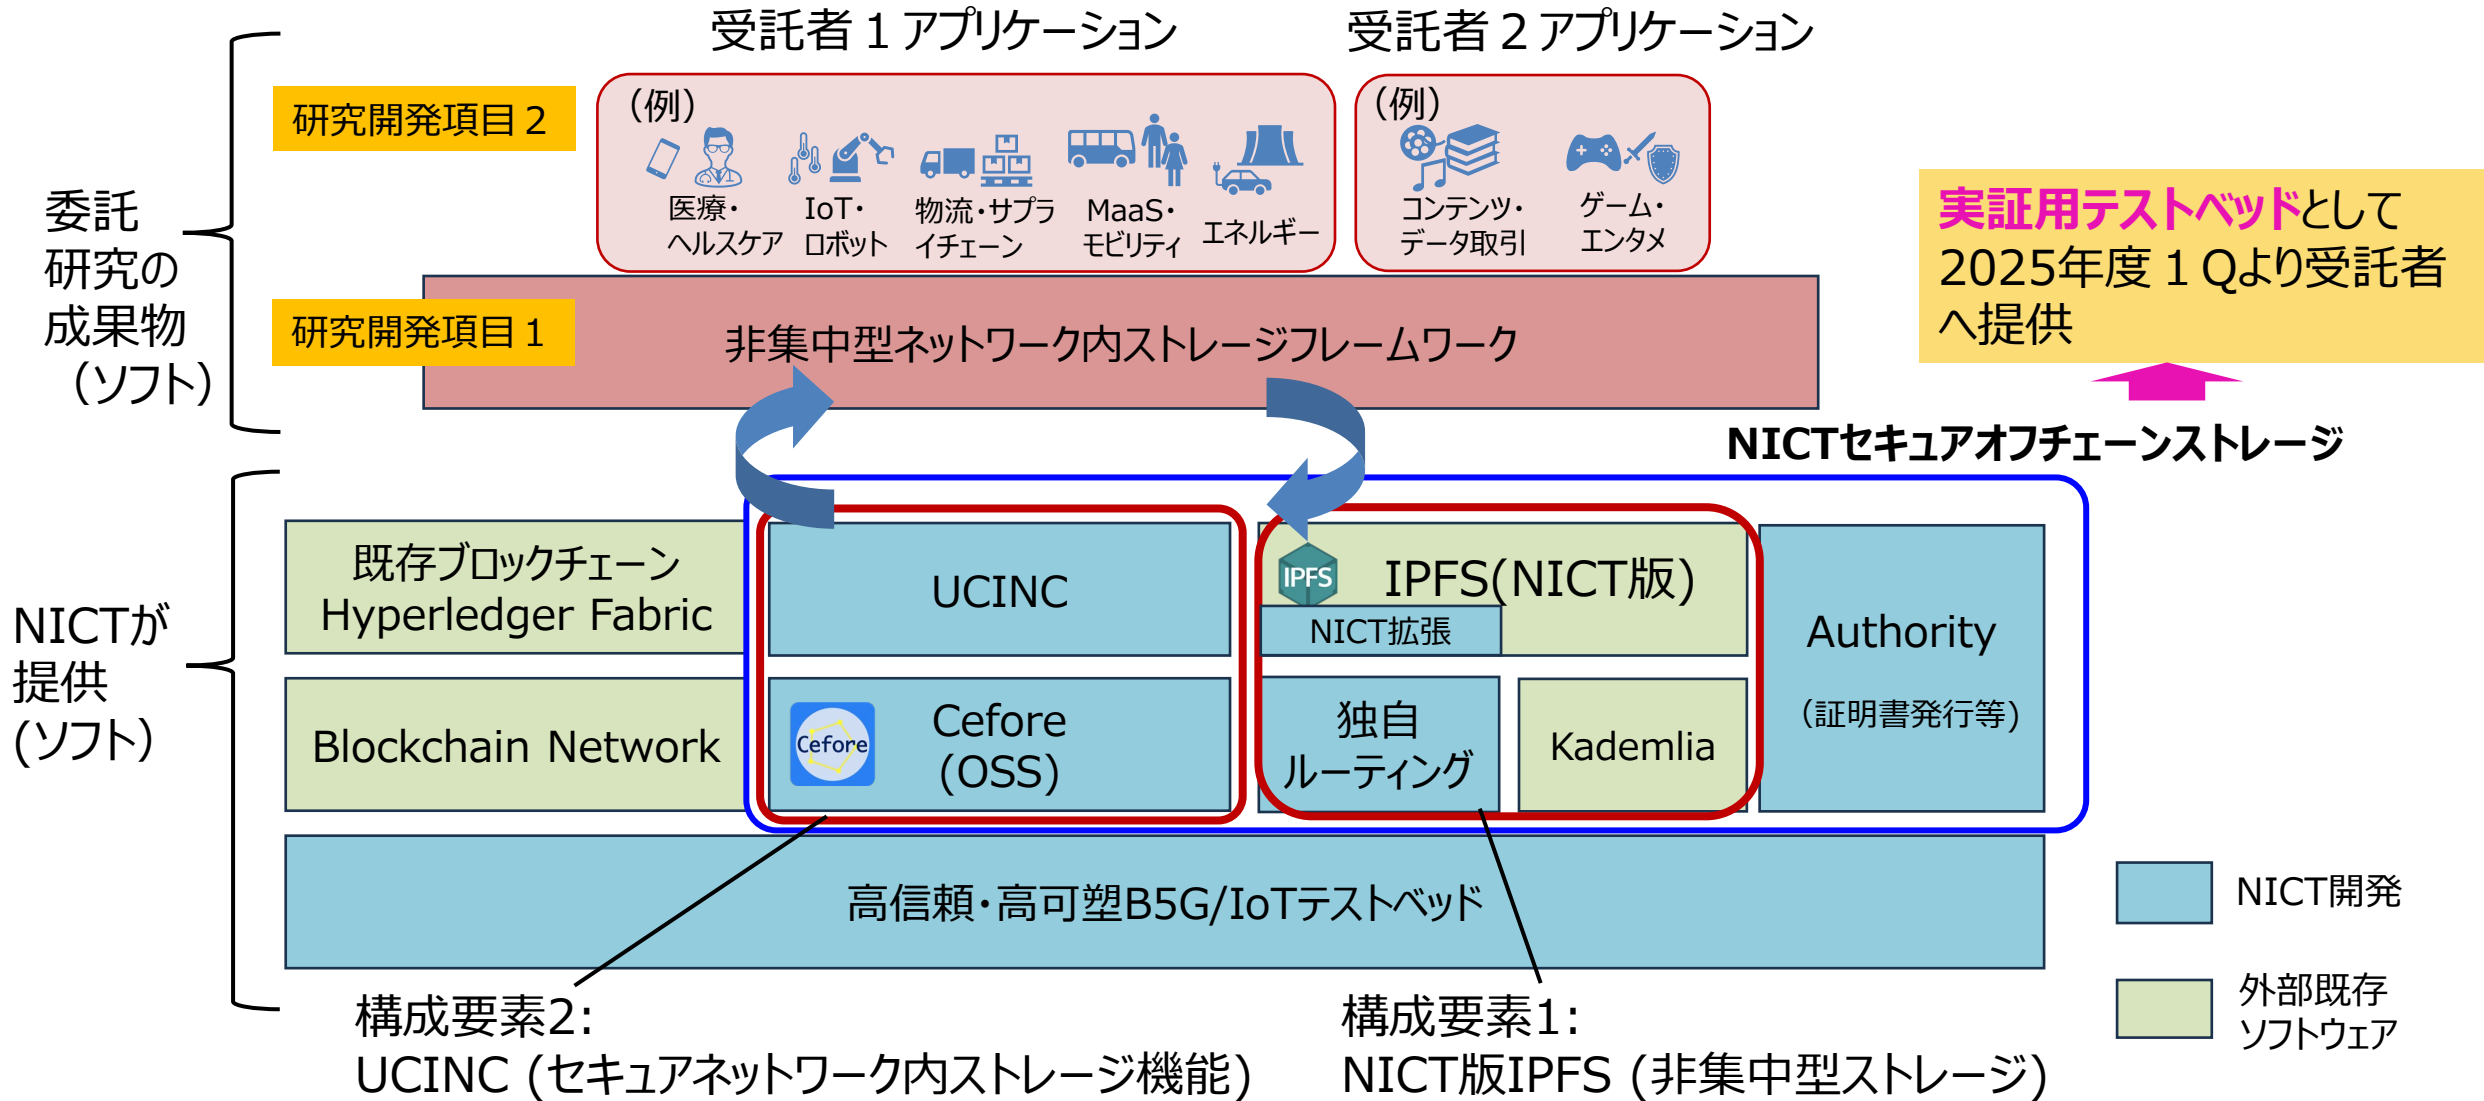 受託者１アプリケーション
受託者２アプリケーション
研究開発項目２
（例）
医療・
ヘルスケア
IoT・
ロボット
物流・サプラ
イチェーン
MaaS・
モビリティ
エネルギー
（例）
コンテンツ・
データ取引
ゲーム・
エンタメ
委託
研究の
成果物
（ソフト）
研究開発項目１
非集中型ネットワーク内ストレージフレームワーク
実証用テストベッドとして
2025年度１Qより受託者
へ提供
NICTセキュアオフチェーンストレージ
NICTが
提供
(ソフト）
既存ブロックチェーン
Hyperledger Fabric
UCINC
IPFS
IPFS(NICT版)
NICT拡張
Authority
（証明書発行等)
Blockchain Network
Cefore
Cefore
(OSS)
独自
ルーティング
Kademlia
高信頼・高可塑B5G/IoTテストベッド
NICT開発
外部既存
ソフトウェア
構成要素2:
UCINC (セキュアネットワーク内ストレージ機能)
構成要素1:
NICT版IPFS (非集中型ストレージ)